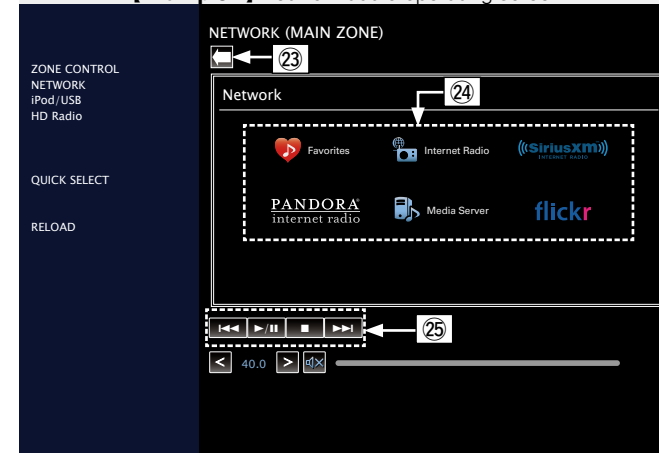 NETWORK (MAIN ZONE)
23
ZONE CONTROL
NETWORK
iPod/USB
HD Radio
QUICK SELECT
RELOAD
Network
24
Favorites
Internet Radio
((SiriusXM))
INTERNET RADIO
PANDORA®
internet radio
Media Server
flickr
25
< 40.0 >